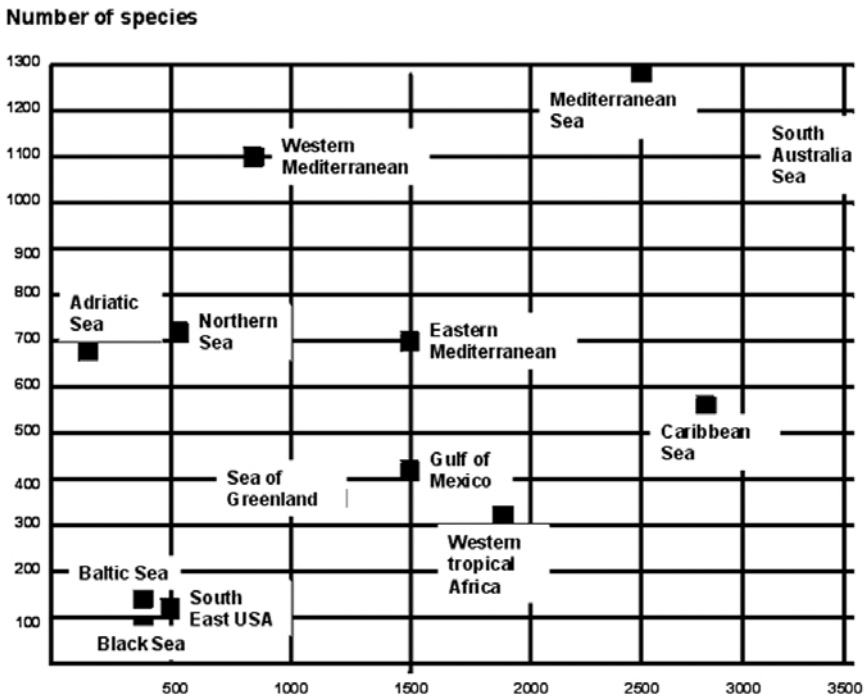 Number of species
1300
1200
1100
1000
900
800
700
600
500
400
300
200
100
Mediterranean
Sea
South
Australia
Sea
Western
Mediterranean
Adriatic
Sea
Northern
Sea
Eastern
Mediterranean
Caribbean
Sea
Gulf of
Mexico
Sea of
Greenland
Western
tropical
Africa
Baltic Sea
South
East USA
Black Sea
500
1000
1500
2000
2500
3000
3500